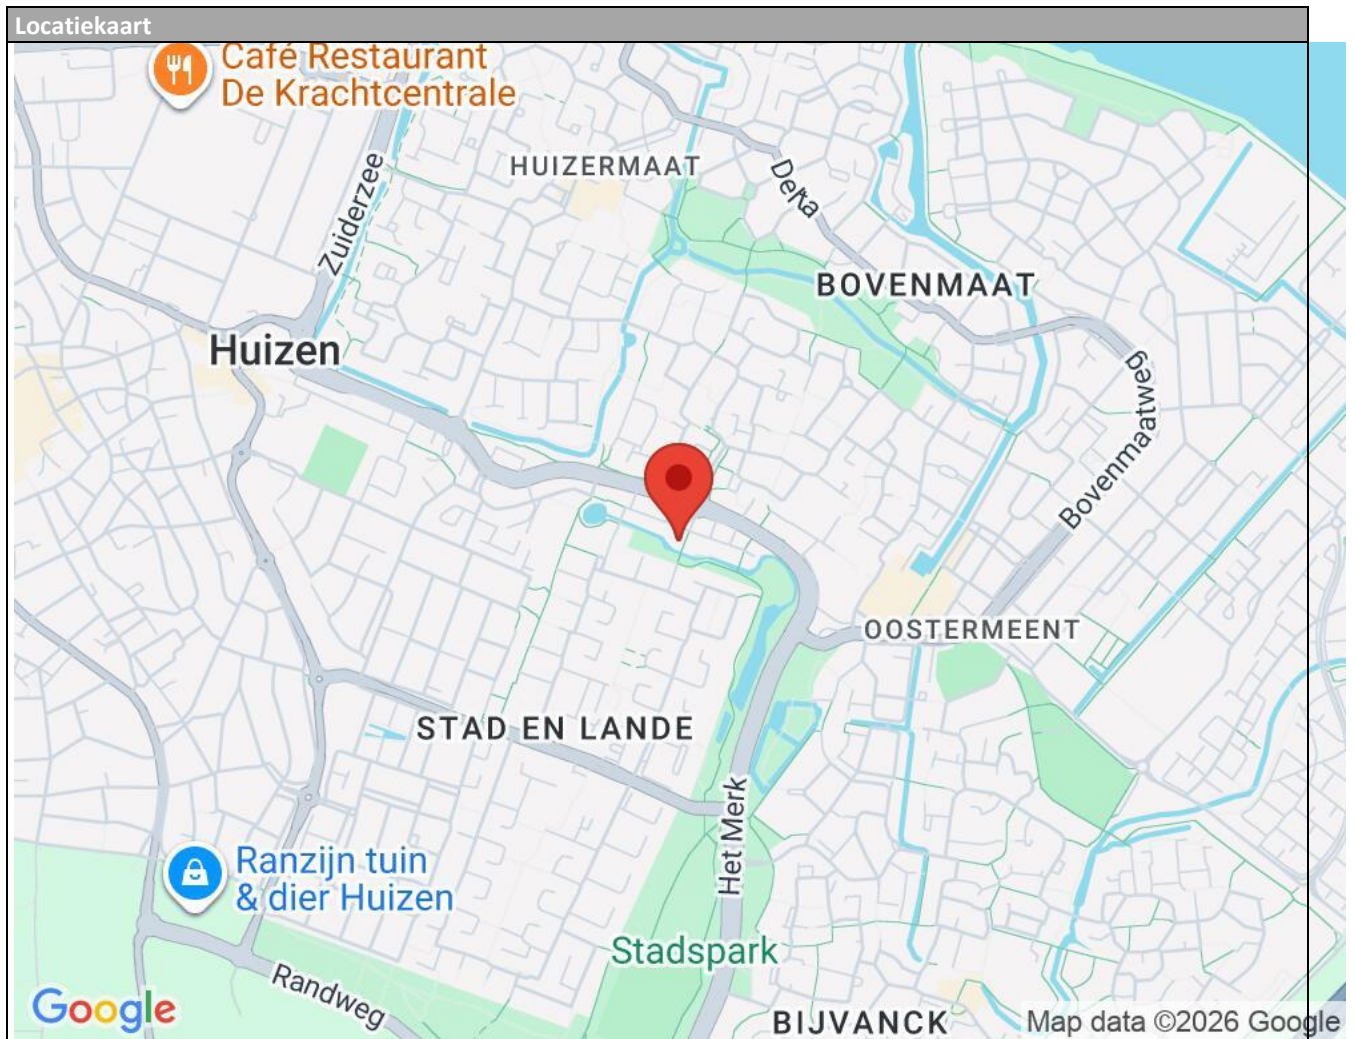 Locatiekaart
Café Restaurant
De Krachtcentrale
HUIZERMAAT
Delta
Zuiderzee
BOVENMAAT
Huizen
Bovenmaatweg
OOSTERMEENT
STAD EN LANDE
Het Merk
Ranzijn tuin
& dier Huizen
Stadspark
Randweg
Google
BIJVANCK
Map data ©2026 Google